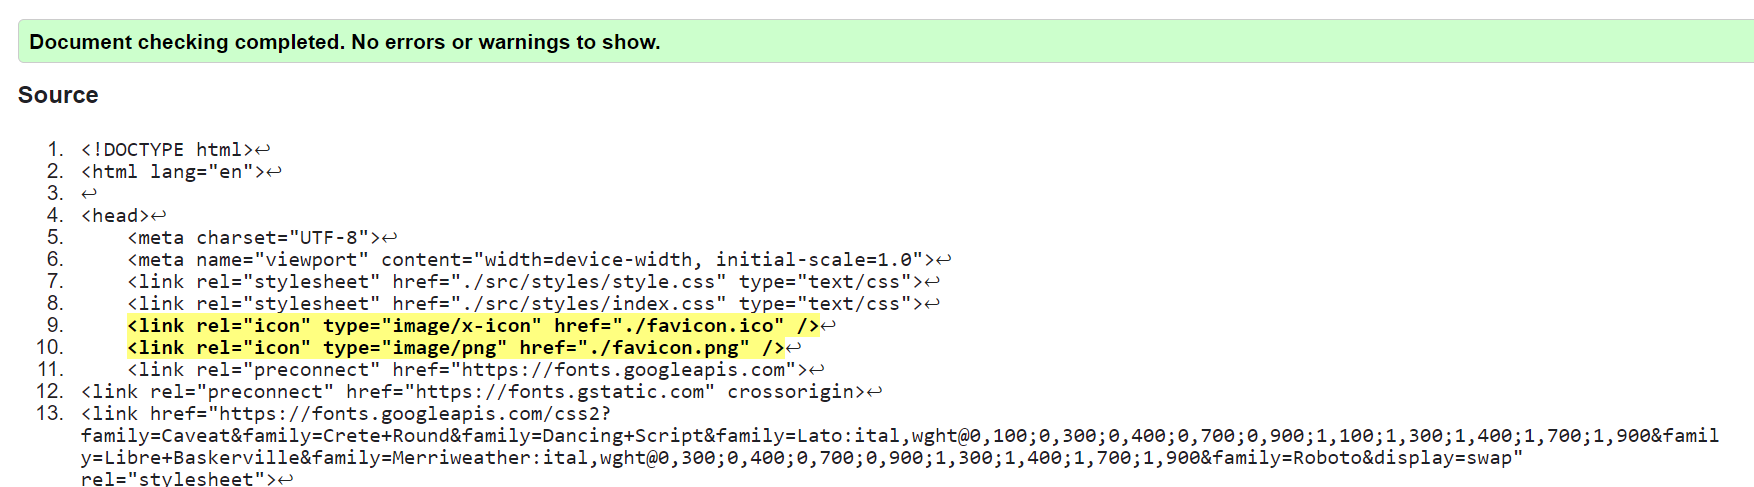 Document checking completed. No errors or warnings to show.
Source
1. <!DOCTYPE html>↩
2. <html lang="en">↩
3. ↩
4. <head>↩
5.     <meta charset="UTF-8">↩
6.     <meta name="viewport" content="width=device-width, initial-scale=1.0">↩
7.     <link rel="stylesheet" href="./src/styles/style.css" type="text/css">↩
8.     <link rel="stylesheet" href="./src/styles/index.css" type="text/css">↩
9.     <link rel="icon" type="image/x-icon" href="./favicon.ico" />↩
10.     <link rel="icon" type="image/png" href="./favicon.png" />↩
11.     <link rel="preconnect" href="https://fonts.googleapis.com">↩
12. <link rel="preconnect" href="https://fonts.gstatic.com" crossorigin>↩
13. <link href="https://fonts.googleapis.com/css2?
family=Caveat&family=Crete+Round&family=Dancing+Script&family=Lato:ital,wght@0,100;0,300;0,400;0,700;0,900;1,100;1,300;1,400;1,700;1,900&famil
y=Libre+Baskerville&family=Merriweather:ital,wght@0,300;0,400;0,700;0,900;1,300;1,400;1,700;1,900&family=Roboto&display=swap"
rel="stylesheet">↩